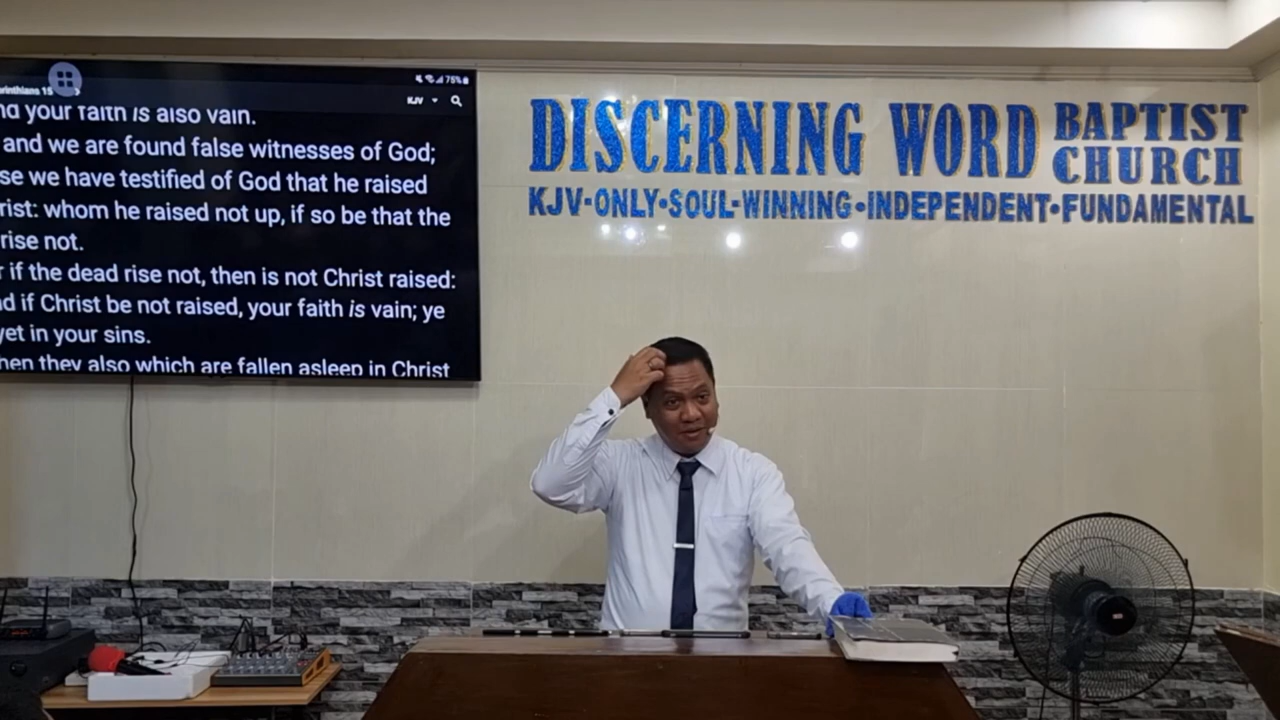 rinthians 15
75%
KJV
your faith is also vain.
and we are found false witnesses of God;
se we have testified of God that he raised
rist: whom he raised not up, if so be that the
rise not.
if the dead rise not, then is not Christ raised:
nd if Christ be not raised, your faith is vain; ye
yet in your sins.
hen they also which are fallen asleep in Christ
DISCERNING WORD BAPTIST CHURCH
KJV-ONLY•SOUL-WINNING•INDEPENDENT•FUNDAMENTAL